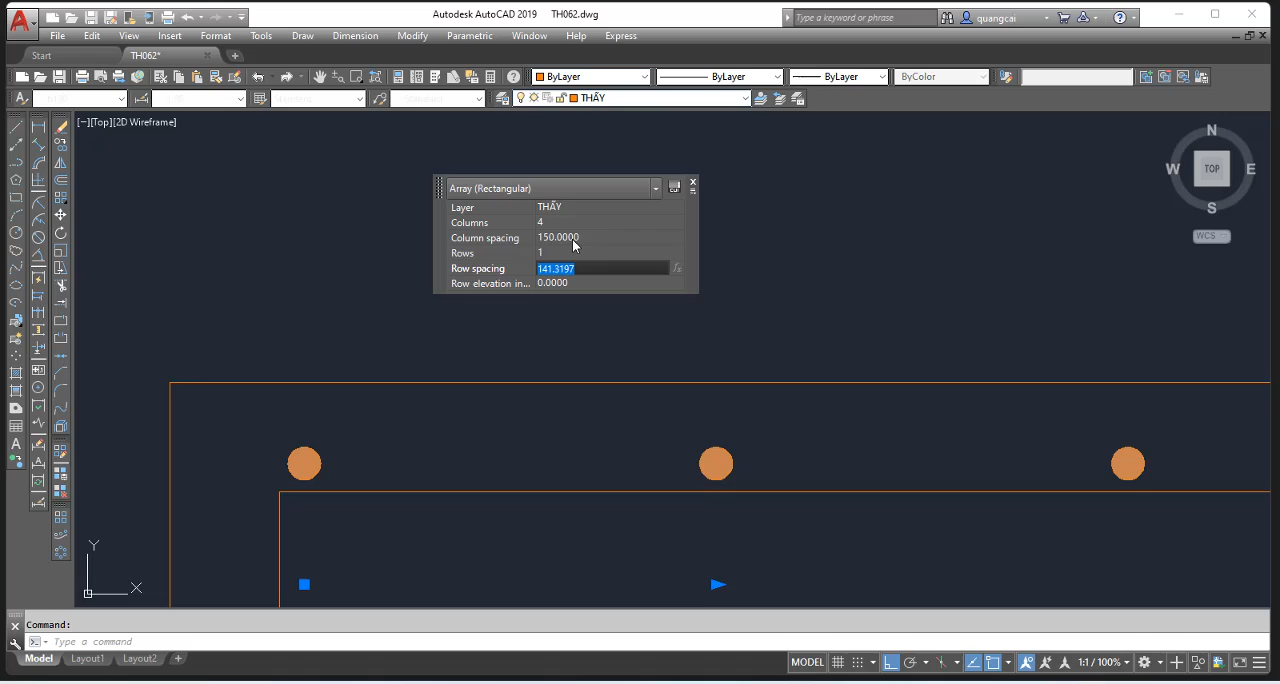 Autodesk AutoCAD 2019 TH062.dwg
Type a keyword or phrase
quangcai
File Edit View Insert Format Tools Draw Dimension Modify Parametric Window Help Express
Start
TH062*
ByLayer
ByLayer
ByLayer
ByColor
THẤY
[−][Top][2D Wireframe]
N
W
TOP
E
S
WCS
Array (Rectangular)
Layer THẤY
Columns 4
Column spacing 150.0000
Rows 1
Row spacing 141.3197
Row elevation in... 0.0000
Y
X
Command:
Type a command
Model Layout1 Layout2
MODEL
1:1 / 100%